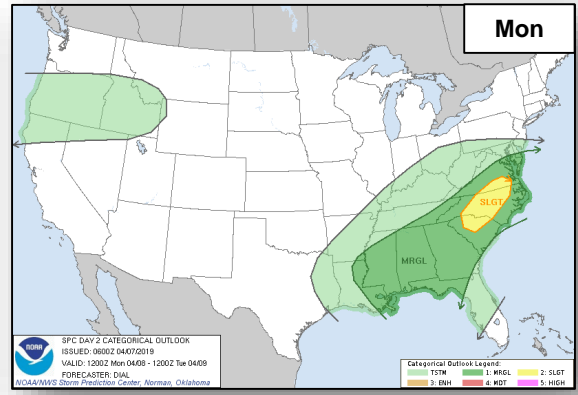 Mon
SLGT
MRGL
NOAA
SPC DAY 2 CATEGORICAL OUTLOOK
ISSUED: 0600Z 04/07/2019
VALID: 1200Z Mon 04/08 - 1200Z Tue 04/09
FORECASTER: DIAL
NOAA/NWS Storm Prediction Center, Norman, Oklahoma
Categorical Outlook Legend:
TSTM 1: MRGL 2: SLGT
3: ENH 4: MDT 5: HIGH